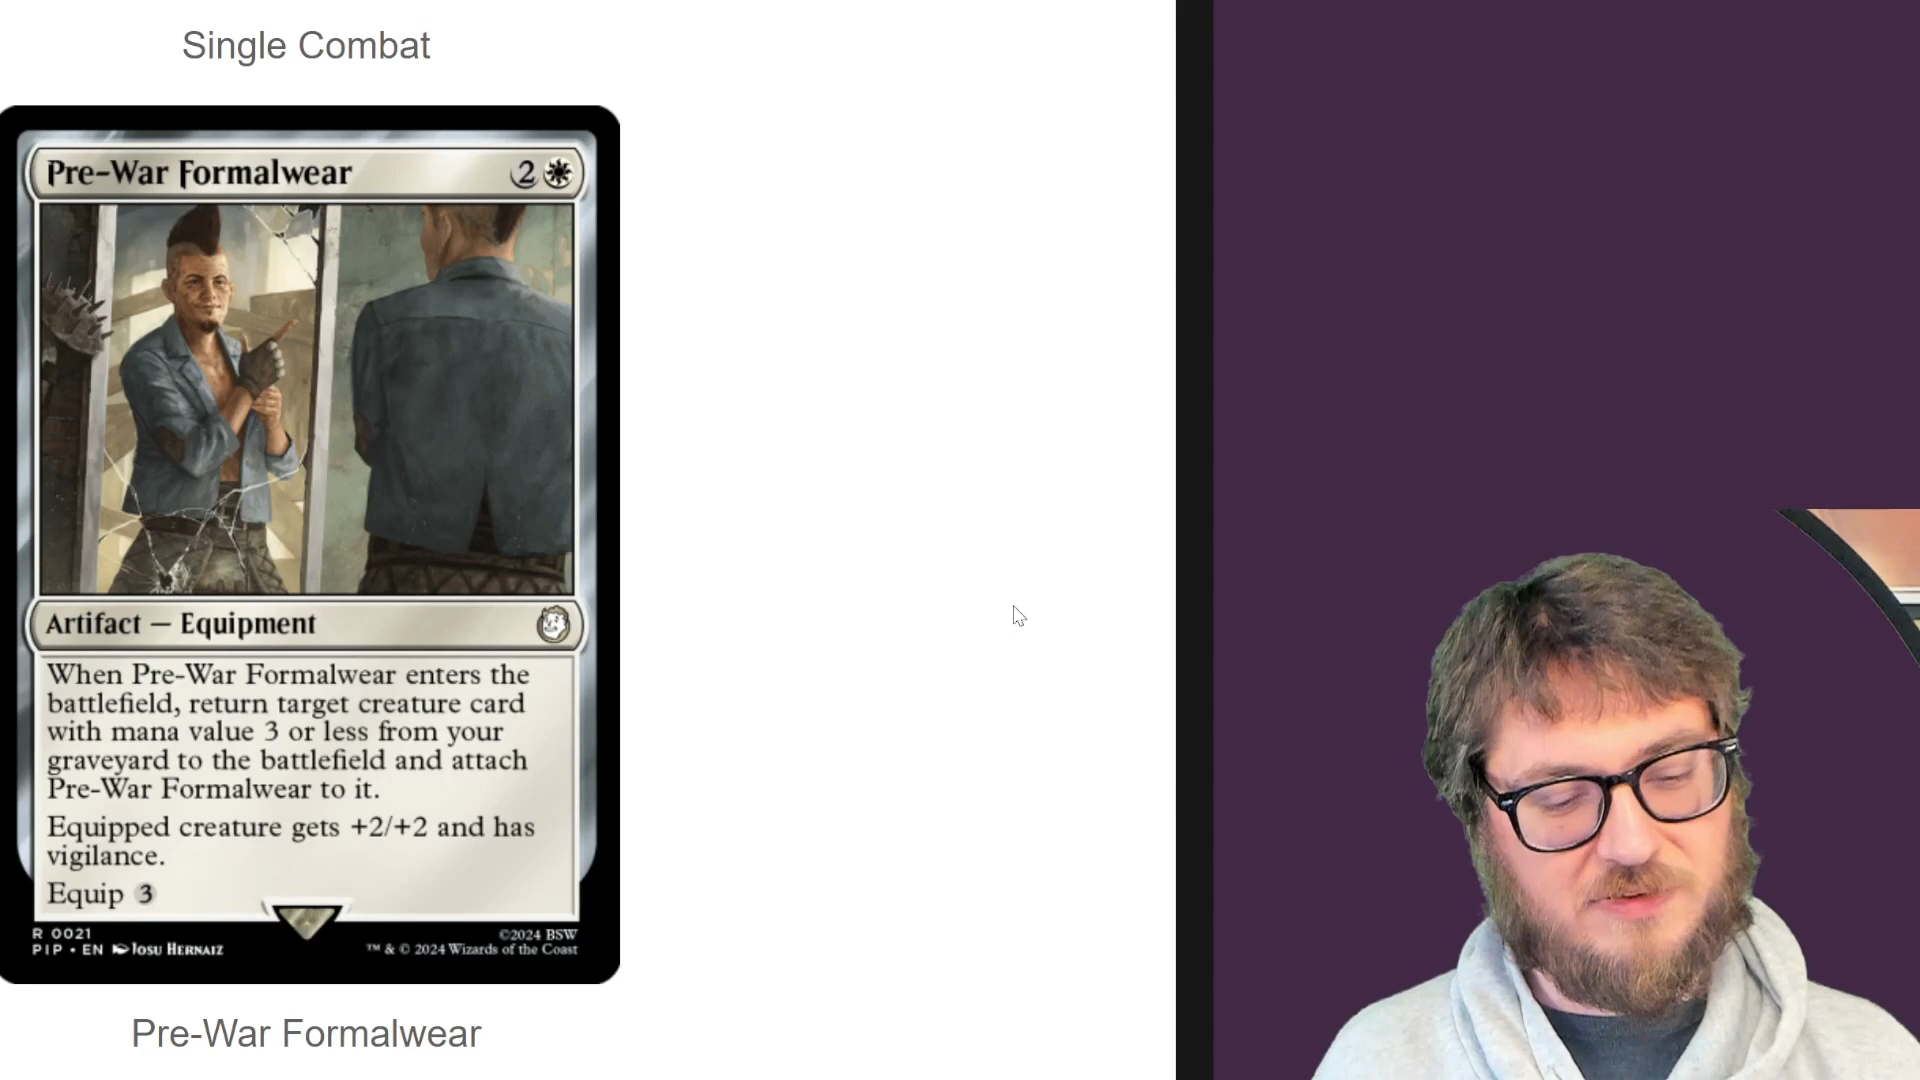 Single Combat
Pre-War Formalwear 2
Artifact — Equipment
When Pre-War Formalwear enters the
battlefield, return target creature card
with mana value 3 or less from your
graveyard to the battlefield and attach
Pre-War Formalwear to it.
Equipped creature gets +2/+2 and has
vigilance.
Equip 3
R 0021
PIP • EN Josu Hernaiz
©2024 BSW
™ & © 2024 Wizards of the Coast
Pre-War Formalwear